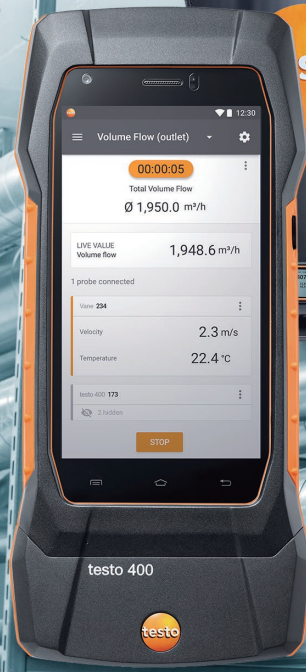 12:30
Volume Flow (outlet)
00:00:05
Total Volume Flow
Ø 1,950.0 m³/h
LIVE VALUE
Volume flow
1,948.6 m³/h
1 probe connected
Vane 234
Velocity
2.3 m/s
Temperature
22.4 °C
testo 400 173
2 hidden
STOP
testo 400
testo